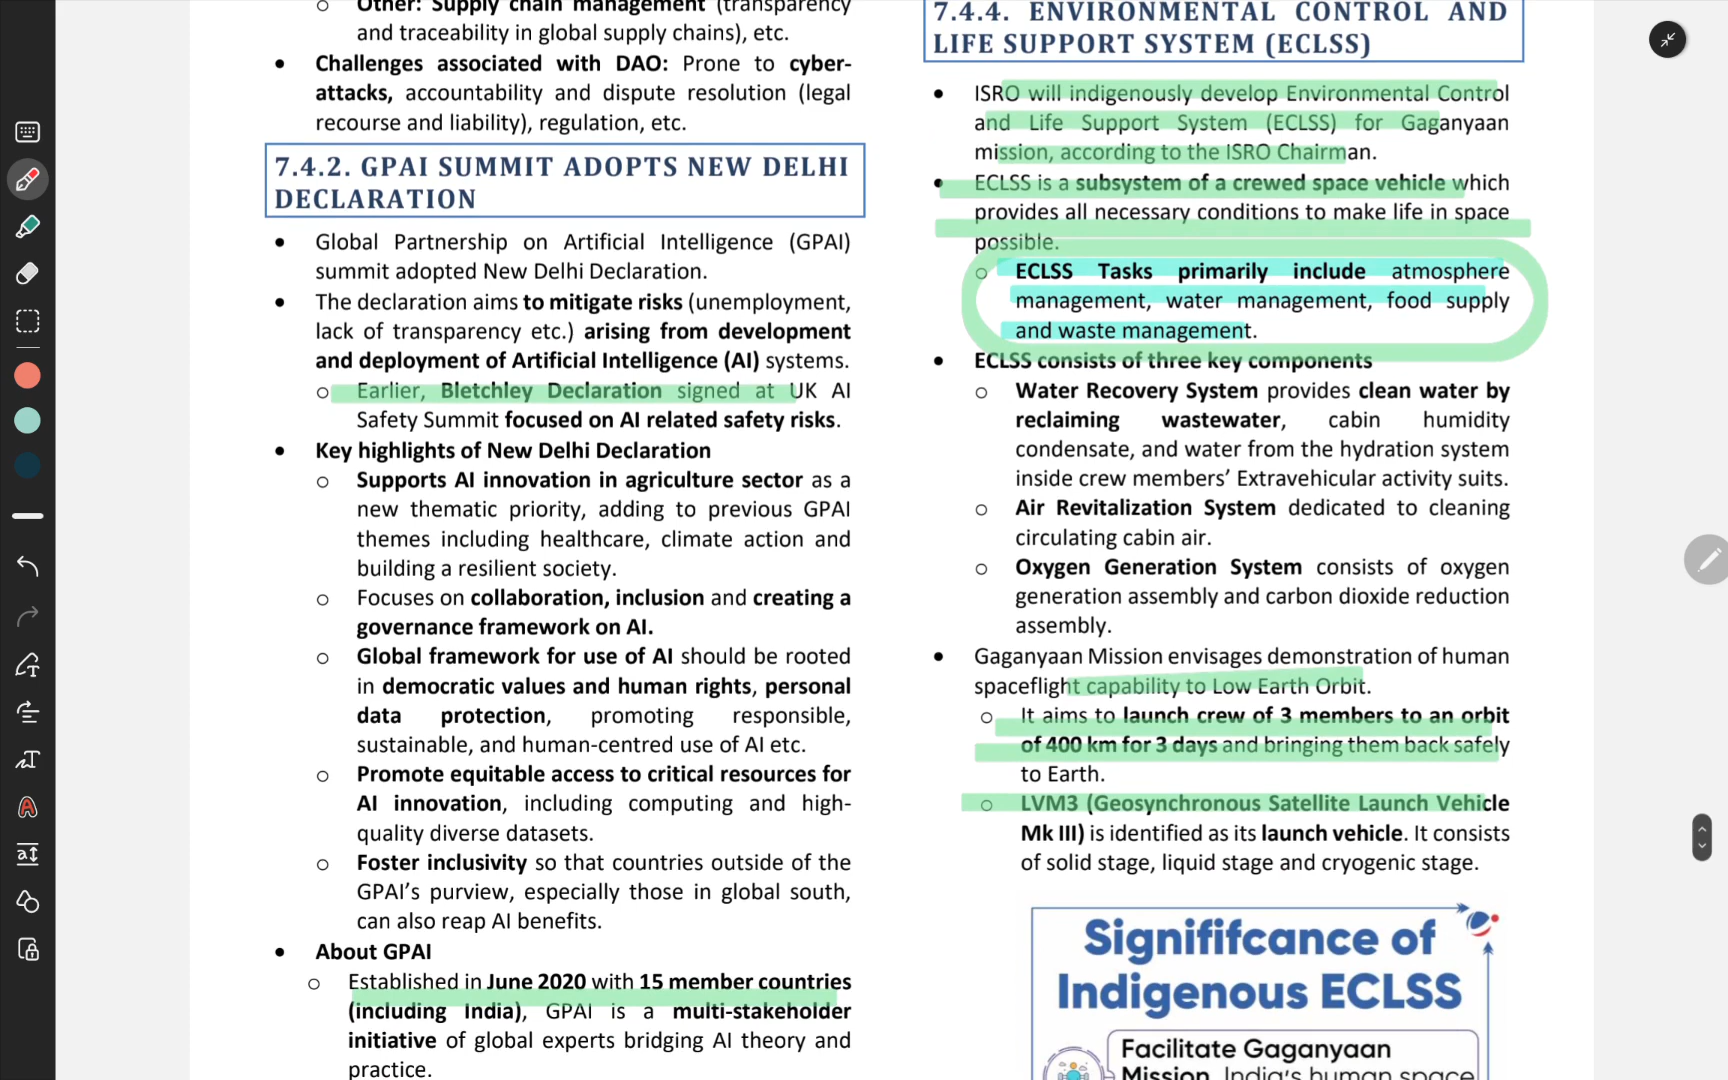 Other: Supply chain management (transparency
and traceability in global supply chains), etc.
Challenges associated with DAO: Prone to cyber-
attacks, accountability and dispute resolution (legal
recourse and liability), regulation, etc.
7.4.2. GPAI SUMMIT ADOPTS NEW DELHI
DECLARATION
Global Partnership on Artificial Intelligence (GPAI)
summit adopted New Delhi Declaration.
The declaration aims to mitigate risks (unemployment,
lack of transparency etc.) arising from development
and deployment of Artificial Intelligence (AI) systems.
Earlier, Bletchley Declaration signed at UK AI
Safety Summit focused on AI related safety risks.
Key highlights of New Delhi Declaration
Supports AI innovation in agriculture sector as a
new thematic priority, adding to previous GPAI
themes including healthcare, climate action and
building a resilient society.
Focuses on collaboration, inclusion and creating a
governance framework on AI.
Global framework for use of AI should be rooted
in democratic values and human rights, personal
data protection, promoting responsible,
sustainable, and human-centred use of AI etc.
Promote equitable access to critical resources for
AI innovation, including computing and high-
quality diverse datasets.
Foster inclusivity so that countries outside of the
GPAI's purview, especially those in global south,
can also reap AI benefits.
About GPAI
Established in June 2020 with 15 member countries
(including India), GPAI is a multi-stakeholder
initiative of global experts bridging AI theory and
practice.
7.4.4. ENVIRONMENTAL CONTROL AND
LIFE SUPPORT SYSTEM (ECLSS)
ISRO will indigenously develop Environmental Control
and Life Support System (ECLSS) for Gaganyaan
mission, according to the ISRO Chairman.
ECLSS is a subsystem of a crewed space vehicle which
provides all necessary conditions to make life in space
possible.
ECLSS Tasks primarily include atmosphere
management, water management, food supply
and waste management.
ECLSS consists of three key components
Water Recovery System provides clean water by
reclaiming wastewater, cabin humidity
condensate, and water from the hydration system
inside crew members' Extravehicular activity suits.
Air Revitalization System dedicated to cleaning
circulating cabin air.
Oxygen Generation System consists of oxygen
generation assembly and carbon dioxide reduction
assembly.
Gaganyaan Mission envisages demonstration of human
spaceflight capability to Low Earth Orbit.
It aims to launch crew of 3 members to an orbit
of 400 km for 3 days and bringing them back safely
to Earth.
LVM3 (Geosynchronous Satellite Launch Vehicle
Mk III) is identified as its launch vehicle. It consists
of solid stage, liquid stage and cryogenic stage.
Signififcance of
Indigenous ECLSS
Facilitate Gaganyaan
Mission, India's human space